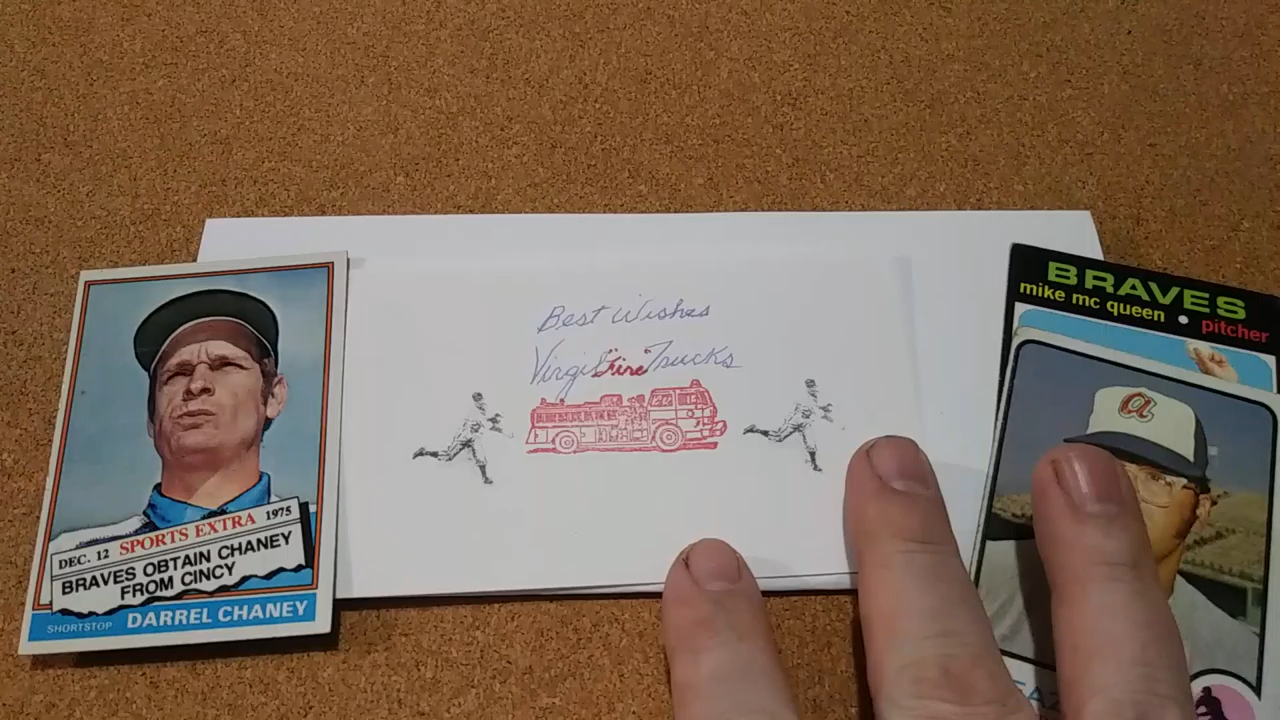 Best Wishes
Virgil "Fire" Trucks
DEC. 12 SPORTS EXTRA 1975
BRAVES OBTAIN CHANEY
FROM CINCY
SHORTSTOP DARREL CHANEY
BRAVES
mike mc queen • pitcher
a